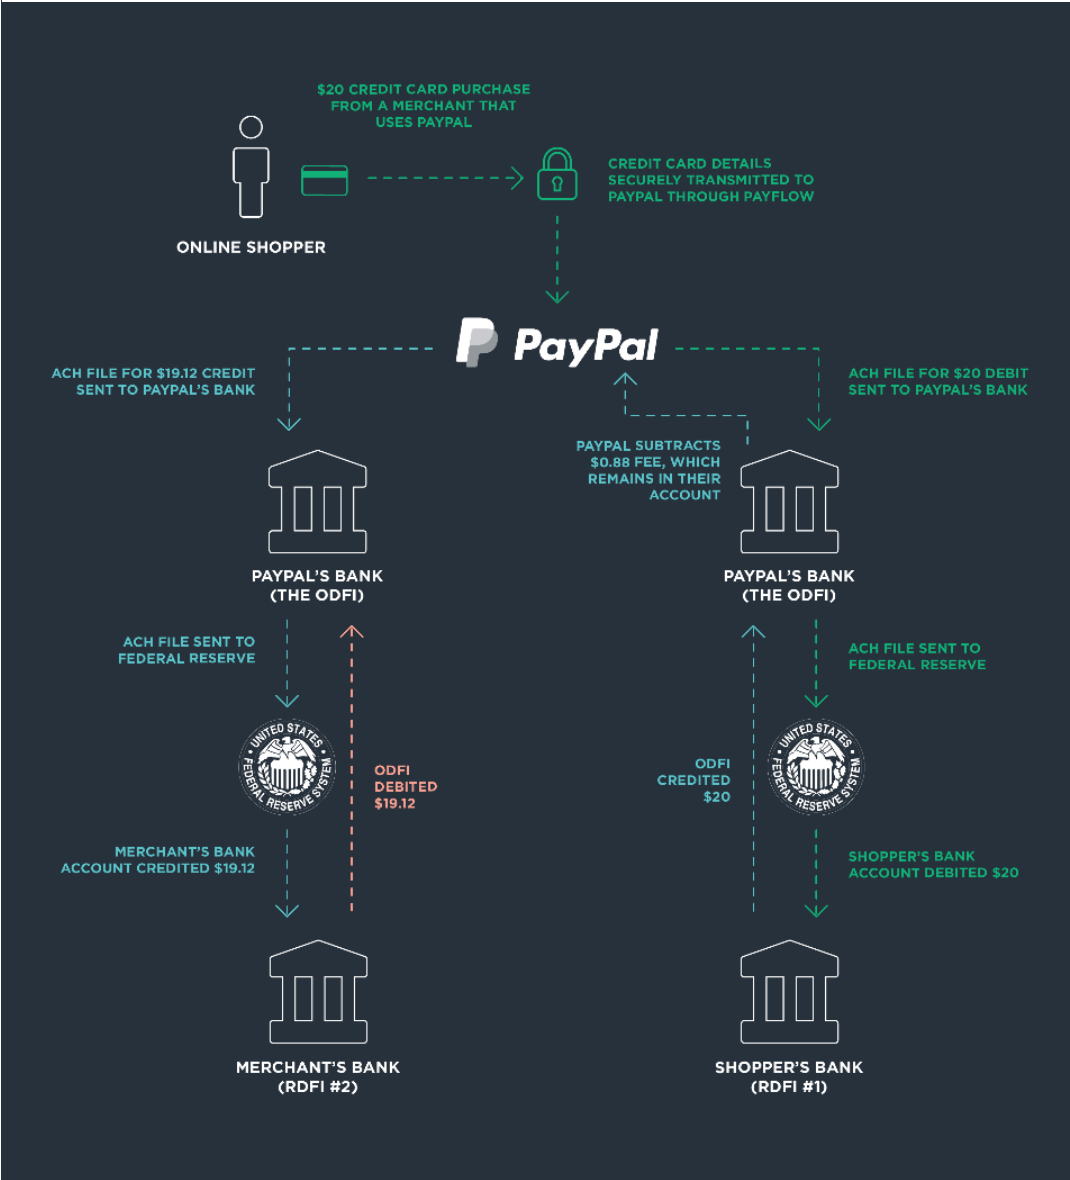 $20 CREDIT CARD PURCHASE
FROM A MERCHANT THAT
USES PAYPAL
CREDIT CARD DETAILS
SECURELY TRANSMITTED TO
PAYPAL THROUGH PAYFLOW
ONLINE SHOPPER
PayPal
ACH FILE FOR $19.12 CREDIT
SENT TO PAYPAL'S BANK
ACH FILE FOR $20 DEBIT
SENT TO PAYPAL'S BANK
PAYPAL SUBTRACTS
$0.88 FEE, WHICH
REMAINS IN THEIR
ACCOUNT
PAYPAL'S BANK
(THE ODFI)
PAYPAL'S BANK
(THE ODFI)
ACH FILE SENT TO
FEDERAL RESERVE
ACH FILE SENT TO
FEDERAL RESERVE
UNITED STATES
FEDERAL RESERVE SYSTEM
ODFI
DEBITED
$19.12
ODFI
CREDITED
$20
UNITED STATES
FEDERAL RESERVE SYSTEM
MERCHANT'S BANK
ACCOUNT CREDITED $19.12
SHOPPER'S BANK
ACCOUNT DEBITED $20
MERCHANT'S BANK
(RDFI #2)
SHOPPER'S BANK
(RDFI #1)